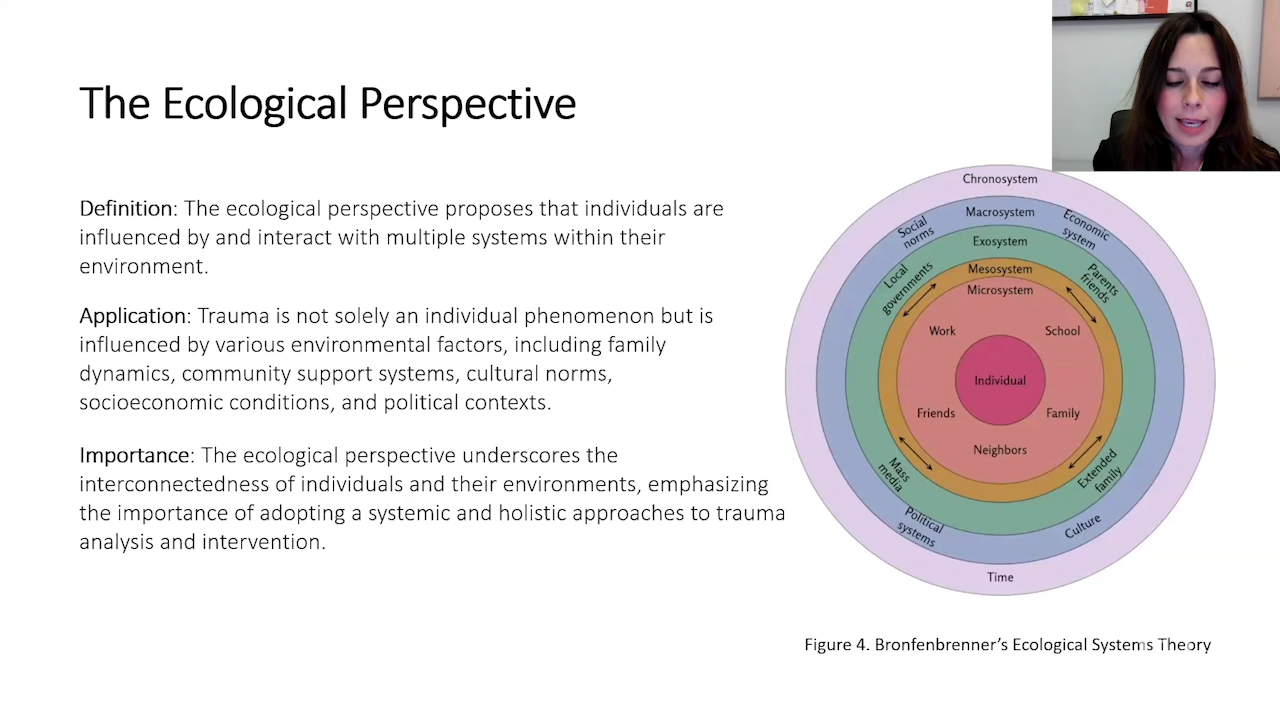 The Ecological Perspective
Definition: The ecological perspective proposes that individuals are
influenced by and interact with multiple systems within their
environment.
Application: Trauma is not solely an individual phenomenon but is
influenced by various environmental factors, including family
dynamics, community support systems, cultural norms,
socioeconomic conditions, and political contexts.
Importance: The ecological perspective underscores the
interconnectedness of individuals and their environments, emphasizing
the importance of adopting a systemic and holistic approaches to trauma
analysis and intervention.
Chronosystem
Macrosystem
Social
norms
Economic
system
Exosystem
Local
governments
Parents
friends
Mesosystem
Microsystem
Work
School
Individual
Friends
Family
Neighbors
Mass
media
Extended
family
Political
systems
Culture
Time
Figure 4. Bronfenbrenner's Ecological Systems Theory